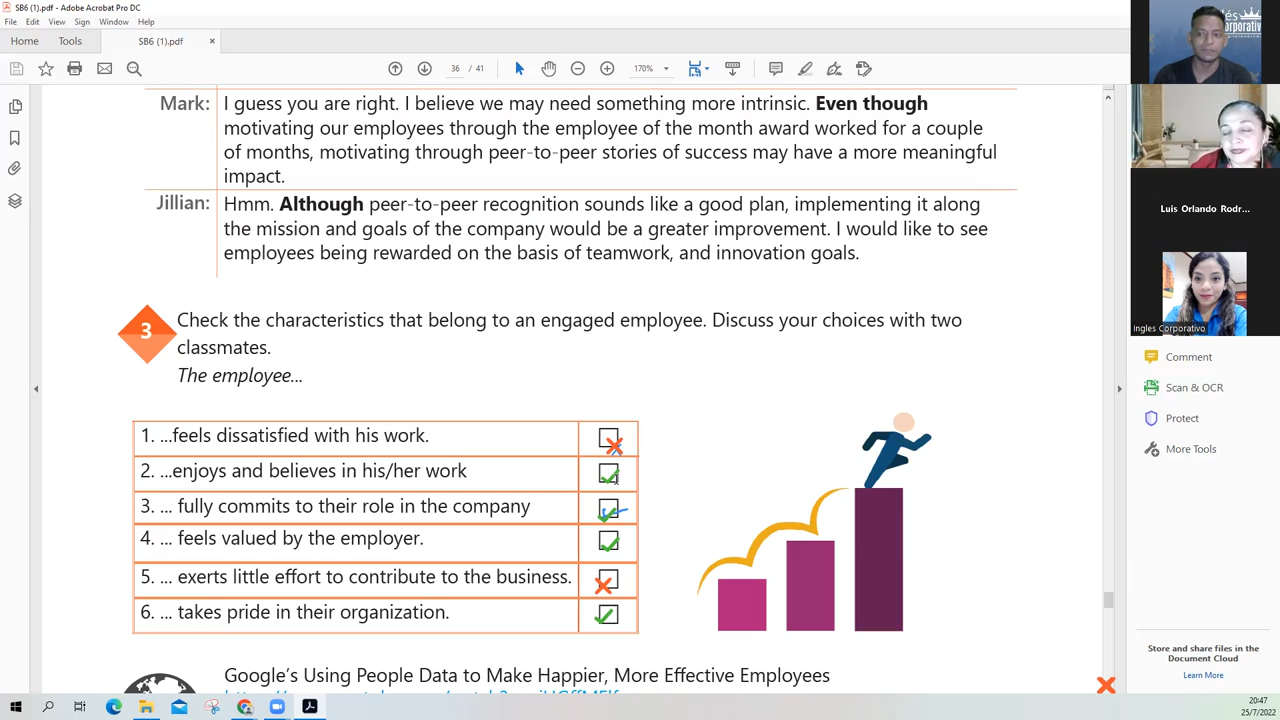 SB6 (1).pdf - Adobe Acrobat Pro DC
File Edit View Sign Window Help
Home Tools SB6 (1).pdf ×
36 / 41 170%
Mark: I guess you are right. I believe we may need something more intrinsic. Even though
motivating our employees through the employee of the month award worked for a couple
of months, motivating through peer-to-peer stories of success may have a more meaningful
impact.
Jillian: Hmm. Although peer-to-peer recognition sounds like a good plan, implementing it along
the mission and goals of the company would be a greater improvement. I would like to see
employees being rewarded on the basis of teamwork, and innovation goals.
3 Check the characteristics that belong to an engaged employee. Discuss your choices with two
classmates.
The employee...
1. ...feels dissatisfied with his work.
2. ...enjoys and believes in his/her work
3. ... fully commits to their role in the company
4. ... feels valued by the employer.
5. ... exerts little effort to contribute to the business.
6. ... takes pride in their organization.
Google's Using People Data to Make Happier, More Effective Employees
Luis Orlando Rodr...
Ingles Corporativo
Comment
Scan & OCR
Protect
More Tools
Store and share files in the
Document Cloud
Learn More
20:47
25/7/2022